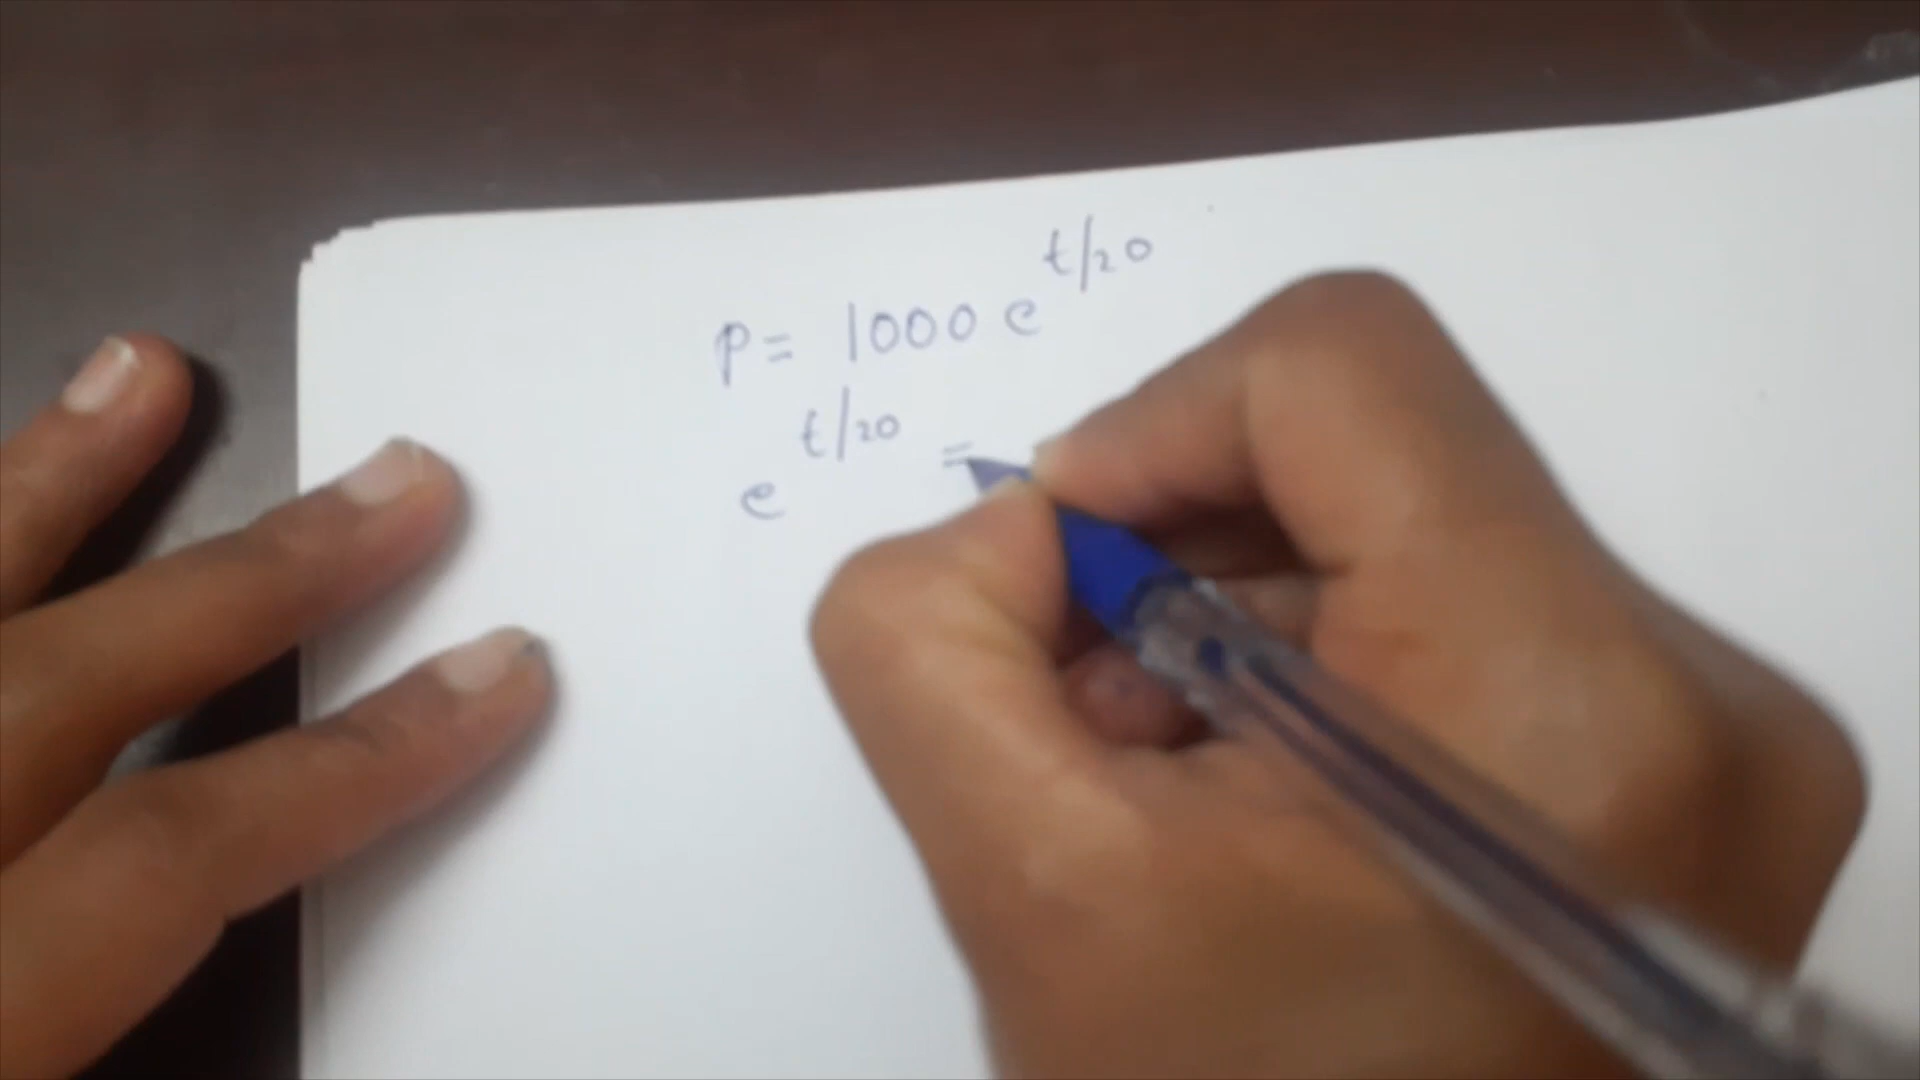 p = 1000 e^t/20
e^t/20 =